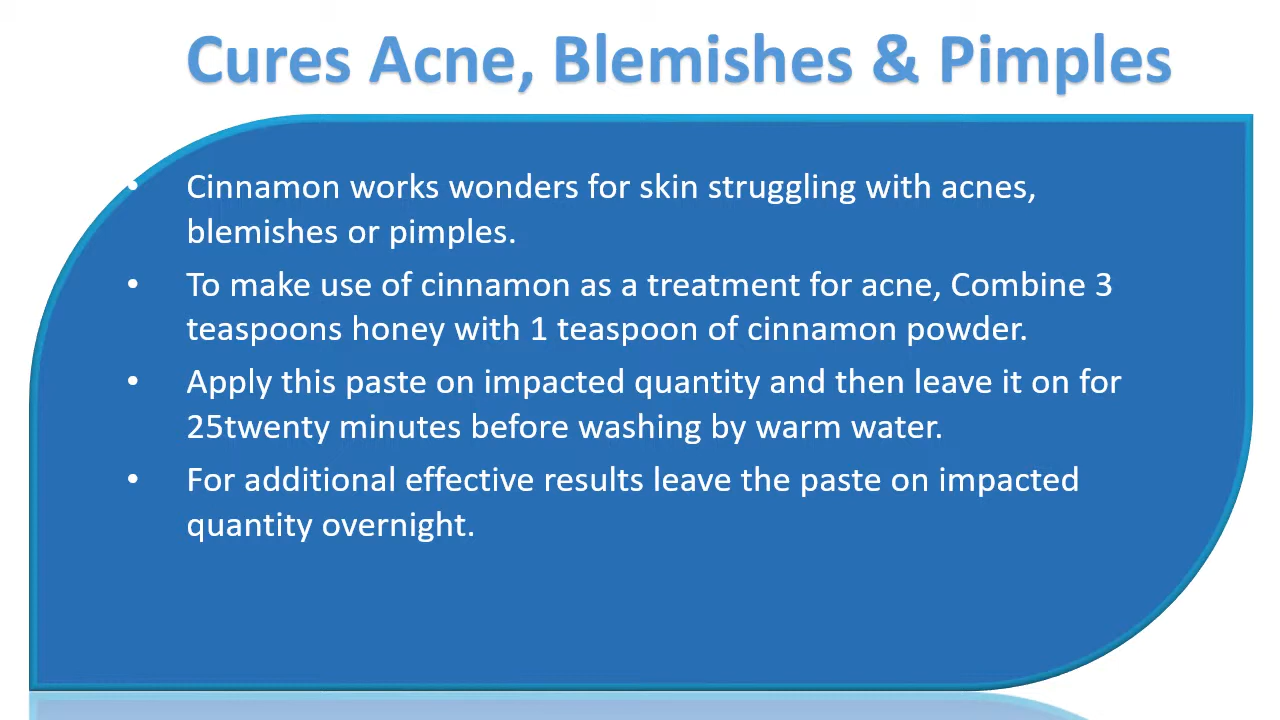 Cures Acne, Blemishes & Pimples
• Cinnamon works wonders for skin struggling with acnes,
blemishes or pimples.
• To make use of cinnamon as a treatment for acne, Combine 3
teaspoons honey with 1 teaspoon of cinnamon powder.
• Apply this paste on impacted quantity and then leave it on for
25twenty minutes before washing by warm water.
• For additional effective results leave the paste on impacted
quantity overnight.